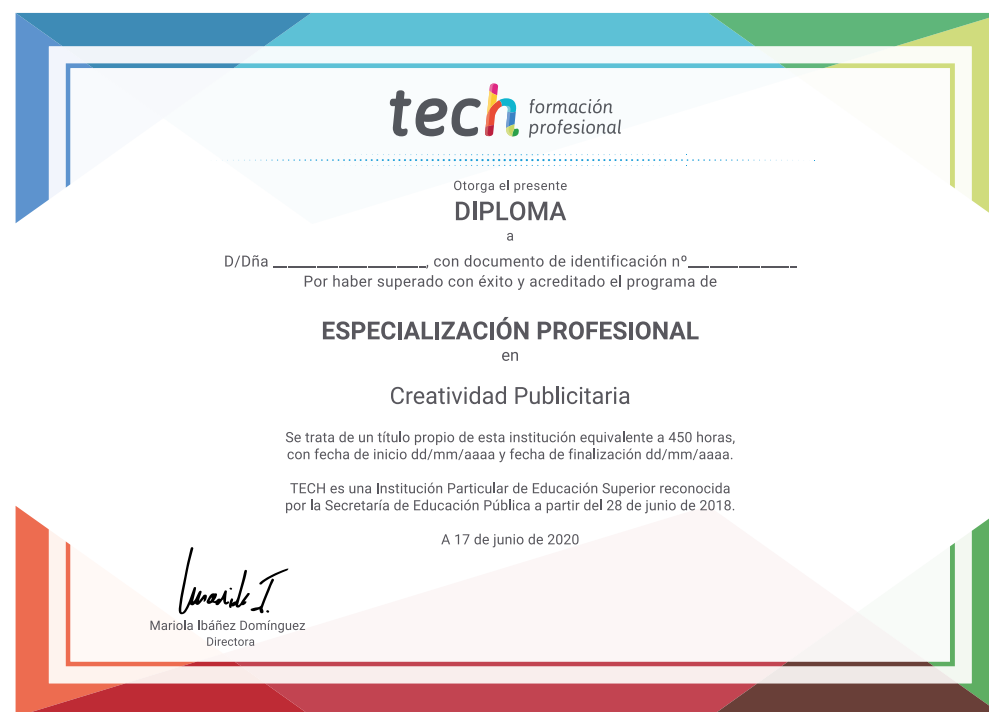 tech formación
profesional
Otorga el presente
DIPLOMA
a
D/Dña ______________, con documento de identificación nº__________
Por haber superado con éxito y acreditado el programa de
ESPECIALIZACIÓN PROFESIONAL
en
Creatividad Publicitaria
Se trata de un título propio de esta institución equivalente a 450 horas,
con fecha de inicio dd/mm/aaaa y fecha de finalización dd/mm/aaaa.
TECH es una Institución Particular de Educación Superior reconocida
por la Secretaría de Educación Pública a partir del 28 de junio de 2018.
A 17 de junio de 2020
Mariola Ibáñez Domínguez
Directora